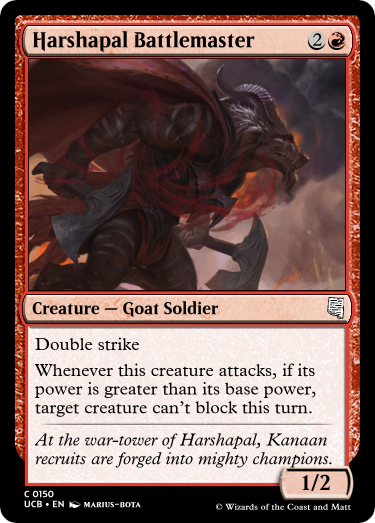 Harshapal Battlemaster 2
Creature — Goat Soldier
Double strike
Whenever this creature attacks, if its
power is greater than its base power,
target creature can't block this turn.
At the war-tower of Harshapal, Kanaan
recruits are forged into mighty champions.
1/2
C 0150
UCB • EN MARIUS-BOTA
© Wizards of the Coast and Matt